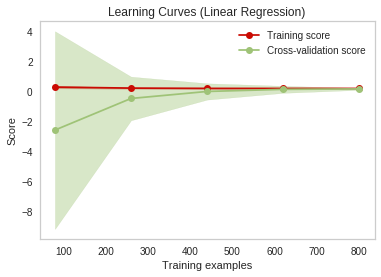 Learning Curves (Linear Regression)
Training score
Cross-validation score
4
2
0
−2
−4
−6
−8
Score
100 200 300 400 500 600 700 800
Training examples